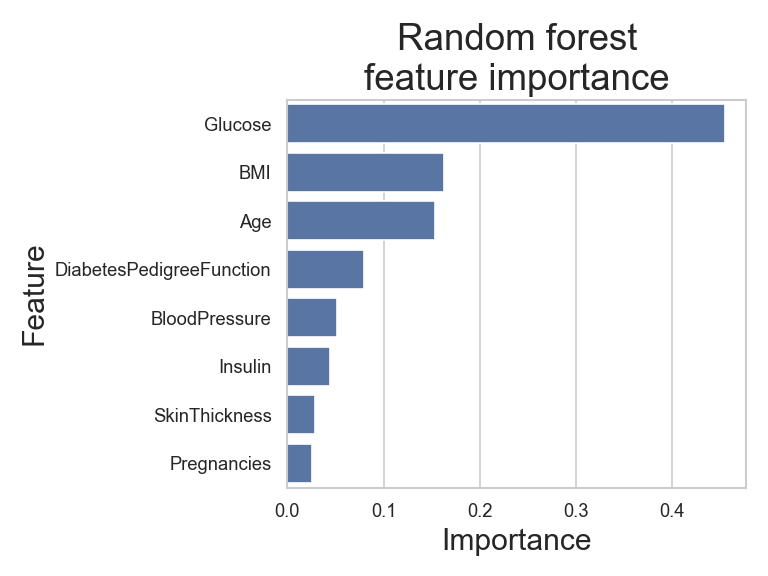 Random forest
feature importance
Feature
Glucose
BMI
Age
DiabetesPedigreeFunction
BloodPressure
Insulin
SkinThickness
Pregnancies
0.0 0.1 0.2 0.3 0.4
Importance